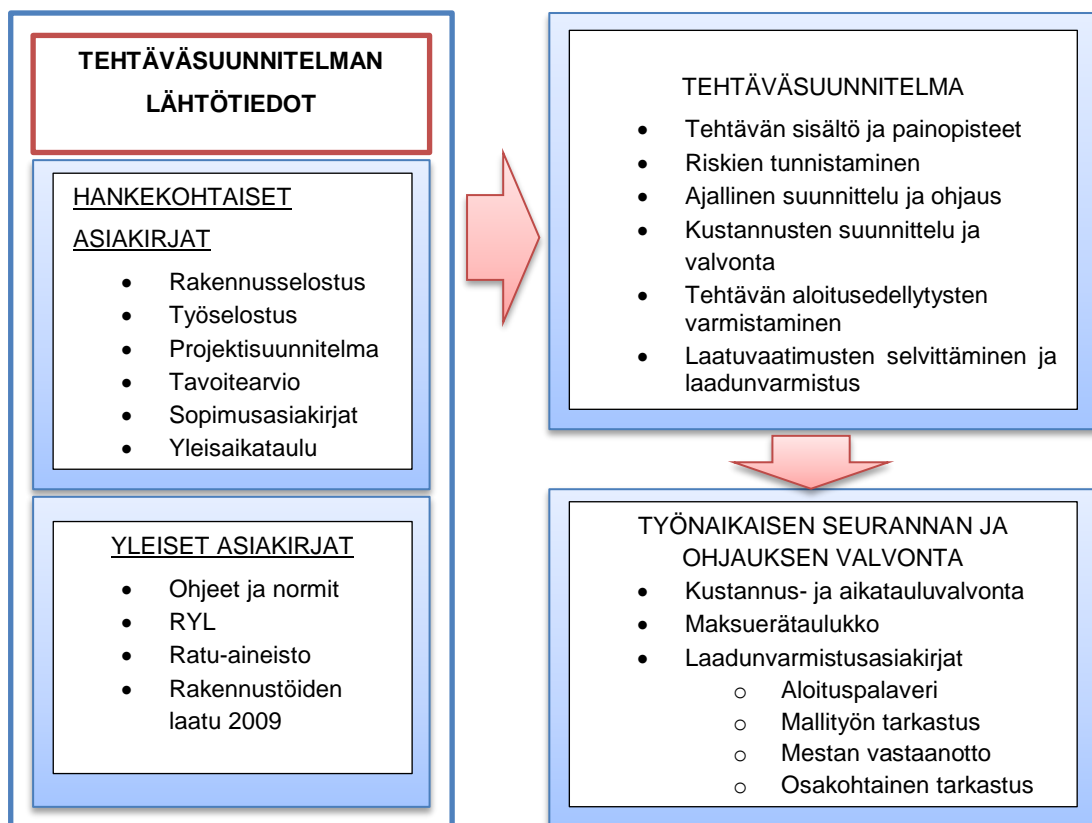 TEHTÄVÄSUUNNITELMAN
LÄHTÖTIEDOT
HANKEKOHTAISET
ASIAKIRJAT
• Rakennusselostus
• Työselostus
• Projektisuunnitelma
• Tavoitearvio
• Sopimusasiakirjat
• Yleisaikataulu
YLEISET ASIAKIRJAT
• Ohjeet ja normit
• RYL
• Ratu-aineisto
• Rakennustöiden
laatu 2009
TEHTÄVÄSUUNNITELMA
• Tehtävän sisältö ja painopisteet
• Riskien tunnistaminen
• Ajallinen suunnittelu ja ohjaus
• Kustannusten suunnittelu ja
valvonta
• Tehtävän aloitusedellytysten
varmistaminen
• Laatuvaatimusten selvittäminen ja
laadunvarmistus
TYÖNAIKAISEN SEURANNAN JA
OHJAUKSEN VALVONTA
• Kustannus- ja aikatauluvalvonta
• Maksuerätaulukko
• Laadunvarmistusasiakirjat
o Aloituspalaveri
o Mallityön tarkastus
o Mestan vastaanotto
o Osakohtainen tarkastus